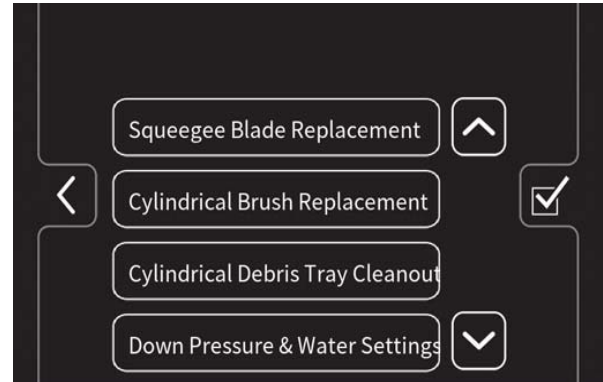 Squeegee Blade Replacement
Cylindrical Brush Replacement
Cylindrical Debris Tray Cleanout
Down Pressure & Water Settings